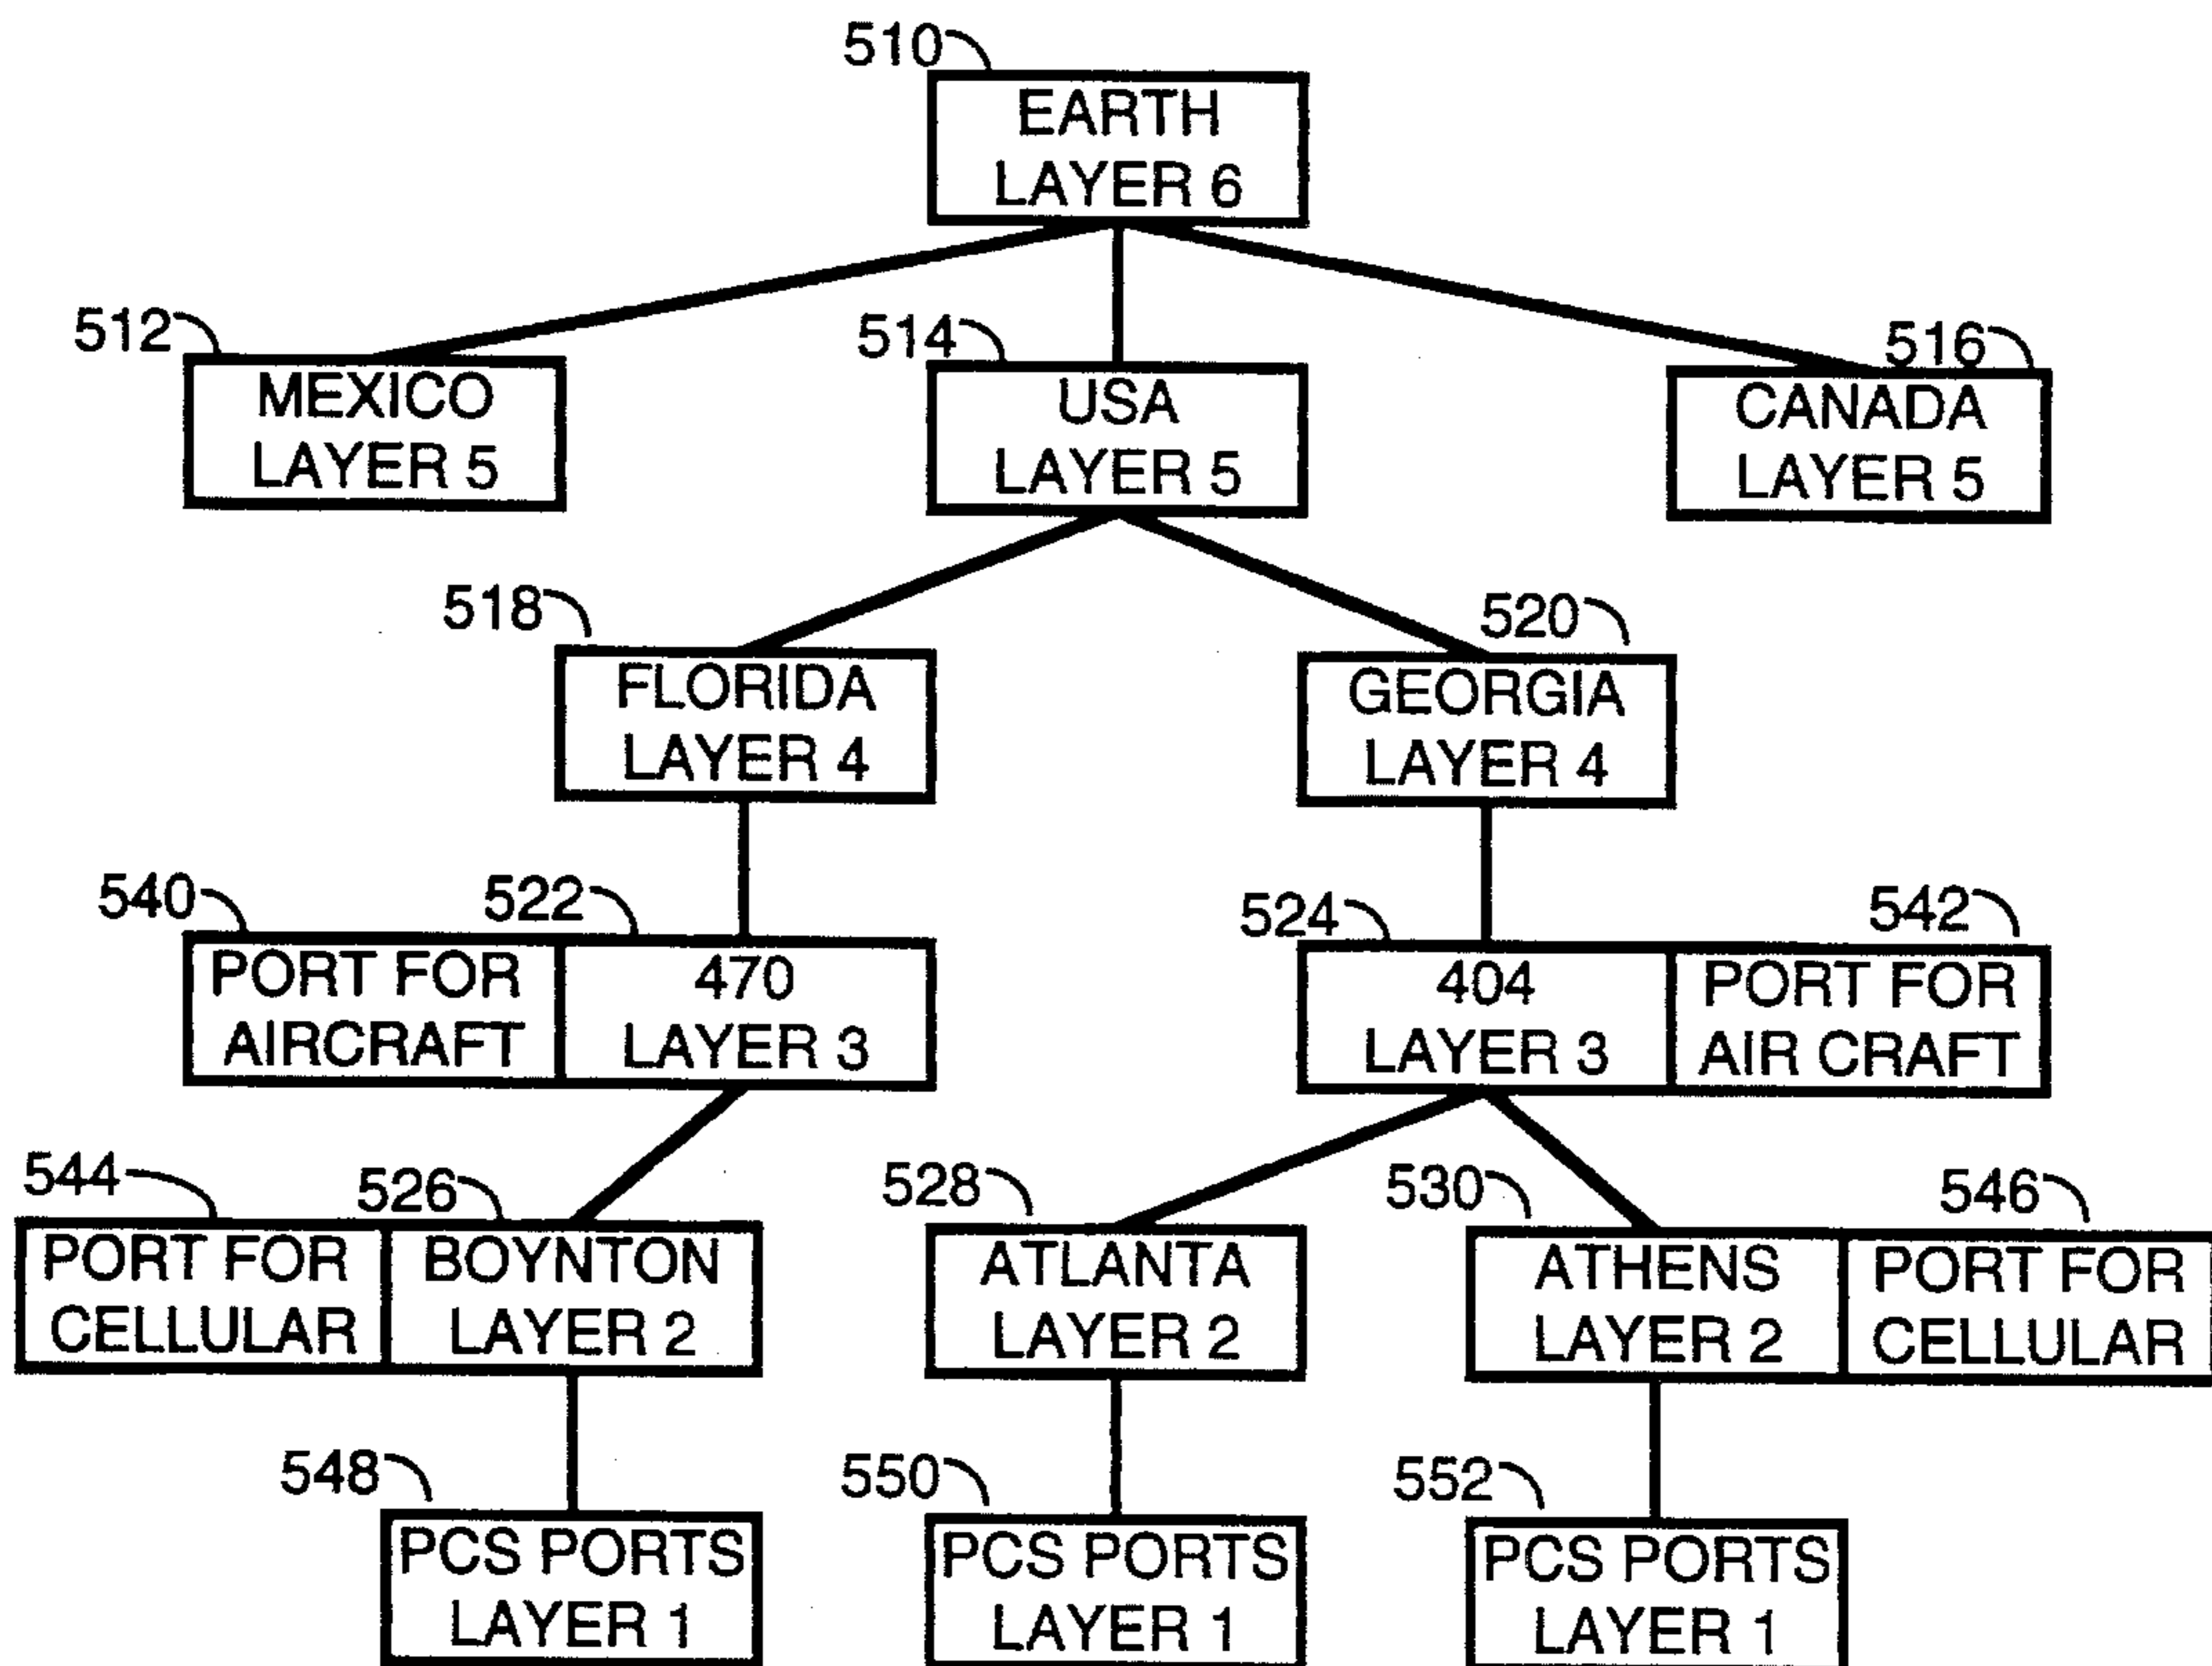 510
EARTH
LAYER 6
512
MEXICO
LAYER 5
514
USA
LAYER 5
516
CANADA
LAYER 5
518
FLORIDA
LAYER 4
520
GEORGIA
LAYER 4
540
PORT FOR
AIRCRAFT
522
470
LAYER 3
524
404
LAYER 3
542
PORT FOR
AIR CRAFT
544
PORT FOR
CELLULAR
526
BOYNTON
LAYER 2
528
ATLANTA
LAYER 2
530
ATHENS
LAYER 2
546
PORT FOR
CELLULAR
548
PCS PORTS
LAYER 1
550
PCS PORTS
LAYER 1
552
PCS PORTS
LAYER 1